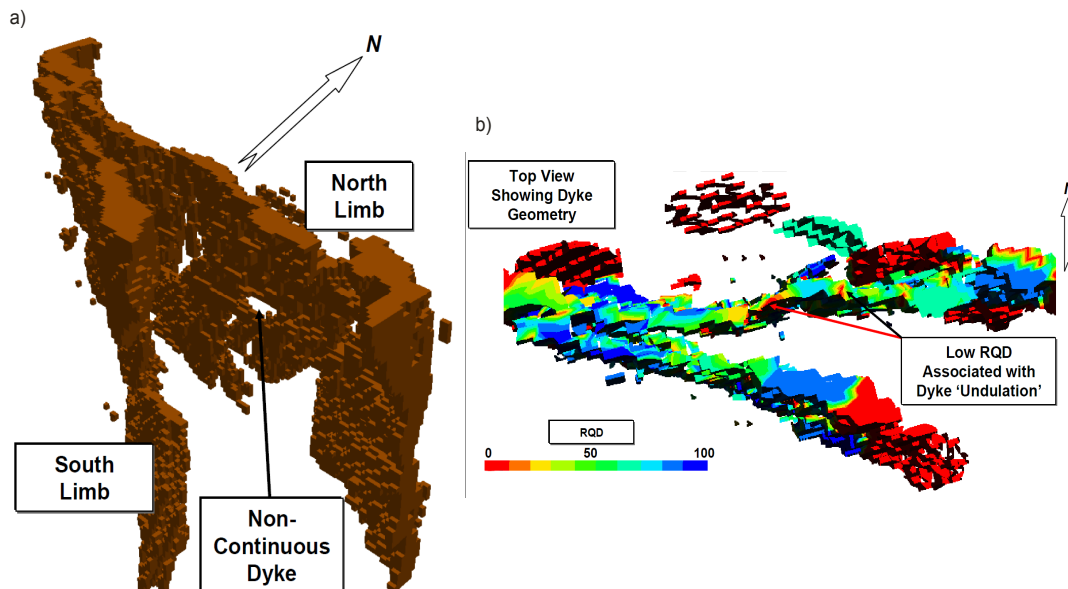 a)
N
North
Limb
South
Limb
Non-
Continuous
Dyke
b)
Top View
Showing Dyke
Geometry
N
Low RQD
Associated with
Dyke ‘Undulation’
RQD
0 50 100